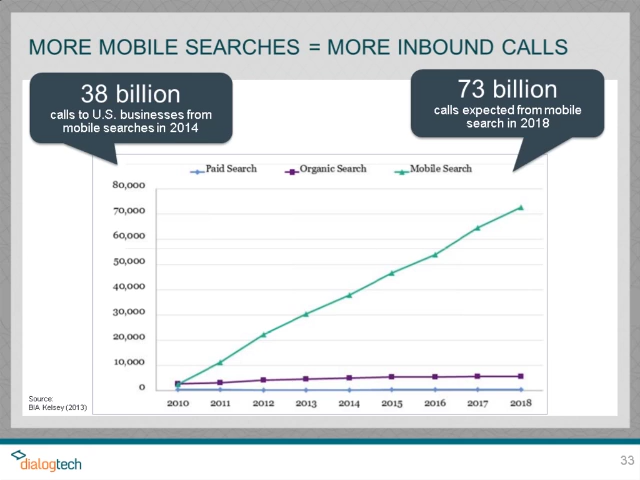 MORE MOBILE SEARCHES = MORE INBOUND CALLS
38 billion
calls to U.S. businesses from
mobile searches in 2014
73 billion
calls expected from mobile
search in 2018
Paid Search
Organic Search
Mobile Search
80,000
70,000
60,000
50,000
40,000
30,000
20,000
10,000
0
2010 2011 2012 2013 2014 2015 2016 2017 2018
Source:
BIA Kelsey (2013)
dialogtech
33